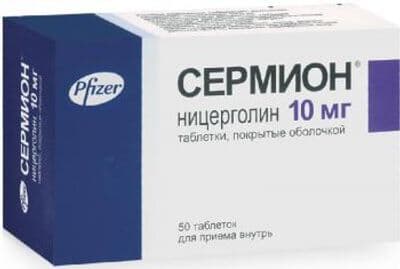 Pfizer
СЕРМИОН®
ницерголин 10 мг
таблетки, покрытые оболочкой
50 таблеток
для приема внутрь
СЕРМИОН®
ницерголин 10 мг